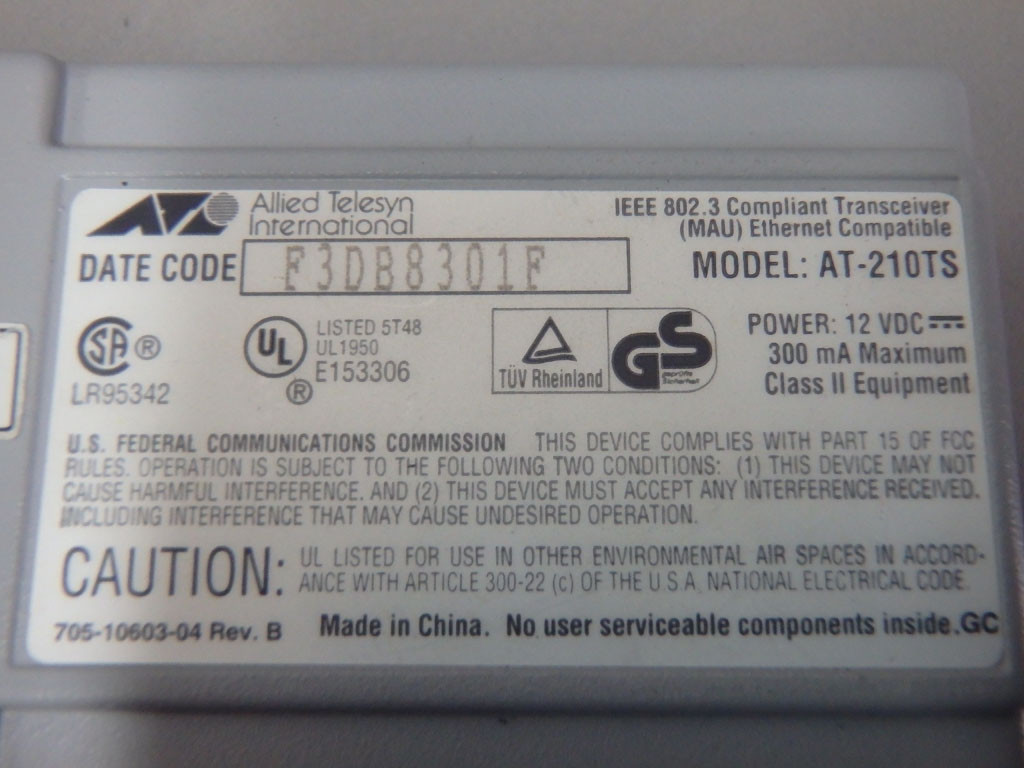 Allied Telesyn
International
IEEE 802.3 Compliant Transceiver
(MAU) Ethernet Compatible
DATE CODE F3DB8301F
MODEL: AT-210TS
SA ®
LR95342
UL ®
LISTED 5T48
UL1950
E153306
TÜV Rheinland
GS
geprüfte
Sicherheit
POWER: 12 VDC
300 mA Maximum
Class II Equipment
U.S. FEDERAL COMMUNICATIONS COMMISSION THIS DEVICE COMPLIES WITH PART 15 OF FCC
RULES. OPERATION IS SUBJECT TO THE FOLLOWING TWO CONDITIONS: (1) THIS DEVICE MAY NOT
CAUSE HARMFUL INTERFERENCE. AND (2) THIS DEVICE MUST ACCEPT ANY INTERFERENCE RECEIVED.
INCLUDING INTERFERENCE THAT MAY CAUSE UNDESIRED OPERATION.
CAUTION: UL LISTED FOR USE IN OTHER ENVIRONMENTAL AIR SPACES IN ACCORD-
ANCE WITH ARTICLE 300-22 (c) OF THE U.S.A. NATIONAL ELECTRICAL CODE.
705-10603-04 Rev. B Made in China. No user serviceable components inside.GC